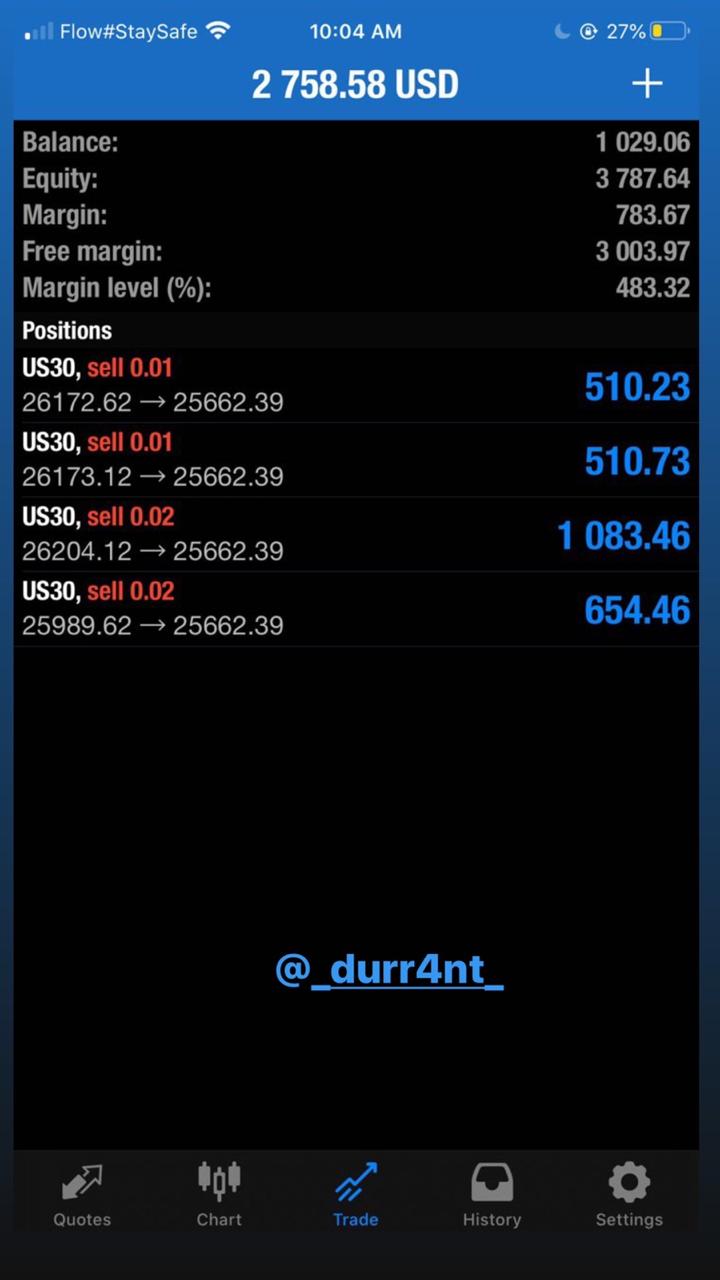 Flow#StaySafe 10:04 AM 27%
2 758.58 USD
Balance: 1 029.06
Equity: 3 787.64
Margin: 783.67
Free margin: 3 003.97
Margin level (%): 483.32
Positions
US30, sell 0.01
26172.62 → 25662.39 510.23
US30, sell 0.01
26173.12 → 25662.39 510.73
US30, sell 0.02
26204.12 → 25662.39 1 083.46
US30, sell 0.02
25989.62 → 25662.39 654.46
@_durr4nt_
Quotes Chart Trade History Settings